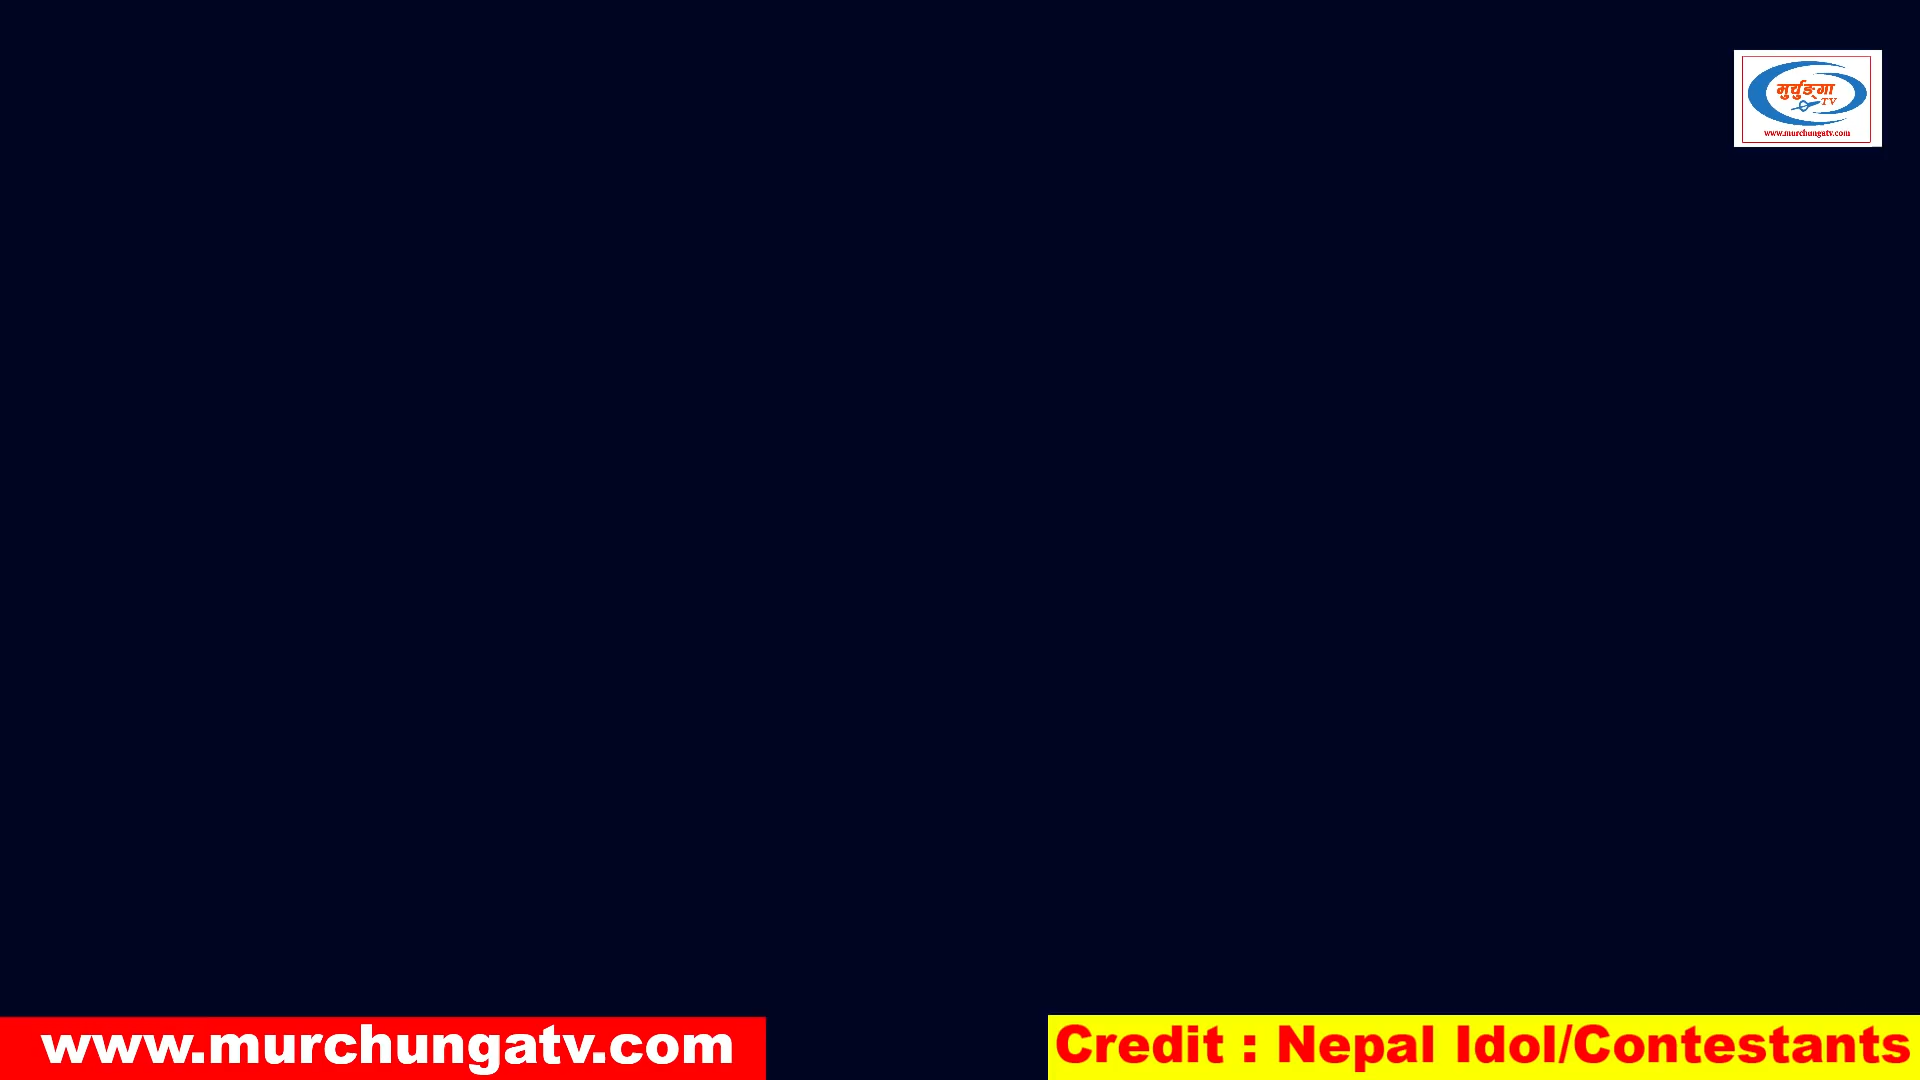 मुर्चुङ्गा
TV
www.murchungatv.com
www.murchungatv.com
Credit : Nepal Idol/Contestants